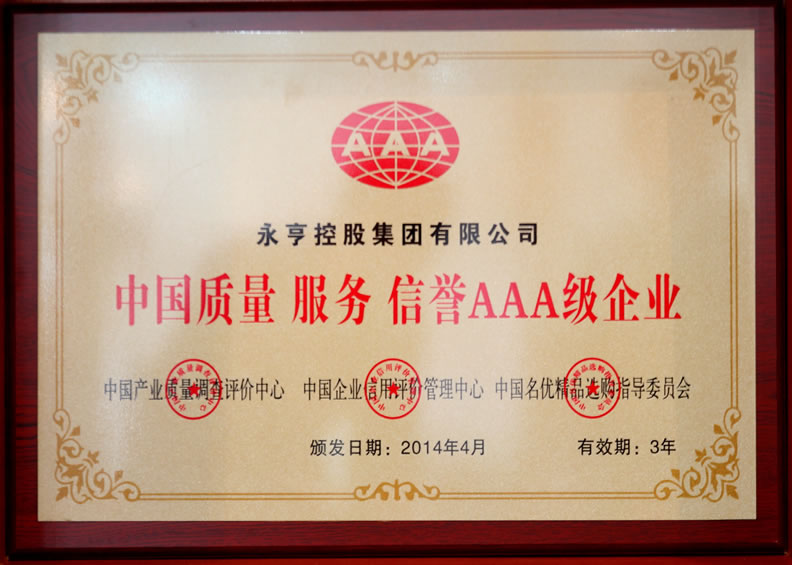 AAA
永亨控股集团有限公司
中国质量 服务 信誉AAA级企业
中国产业质量调查评价中心 中国企业信用评价管理中心 中国名优精品选购指导委员会
颁发日期：2014年4月 有效期：3年